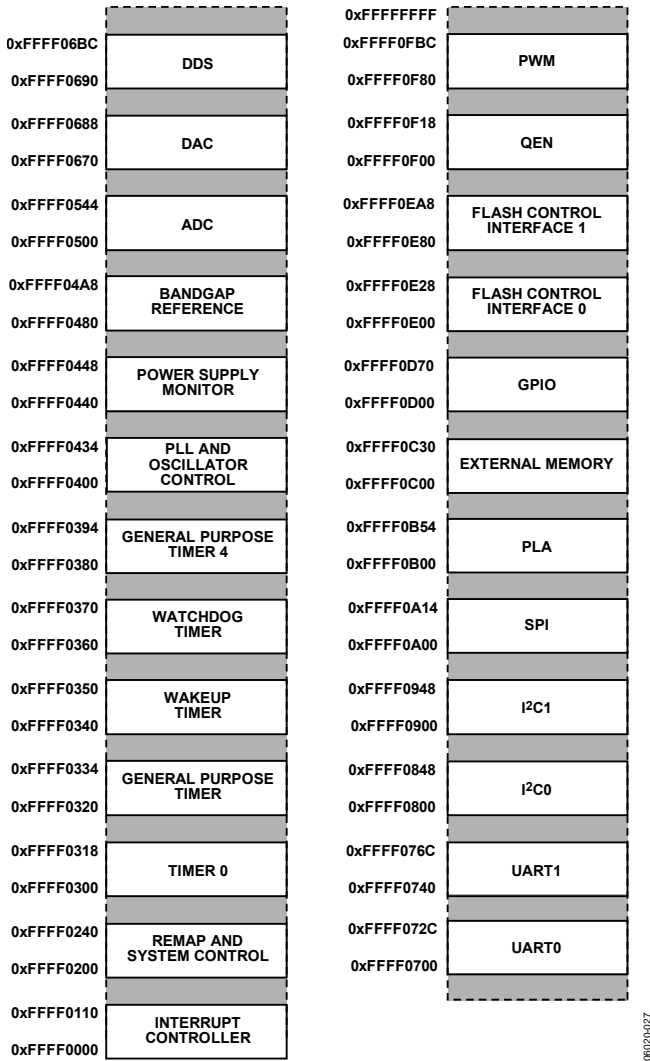 0xFFFF06BC
DDS
0xFFFF0690
0xFFFF0688
DAC
0xFFFF0670
0xFFFF0544
ADC
0xFFFF0500
0xFFFF04A8
BANDGAP
REFERENCE
0xFFFF0480
0xFFFF0448
POWER SUPPLY
MONITOR
0xFFFF0440
0xFFFF0434
PLL AND
OSCILLATOR
CONTROL
0xFFFF0400
0xFFFF0394
GENERAL PURPOSE
TIMER 4
0xFFFF0380
0xFFFF0370
WATCHDOG
TIMER
0xFFFF0360
0xFFFF0350
WAKEUP
TIMER
0xFFFF0340
0xFFFF0334
GENERAL PURPOSE
TIMER
0xFFFF0320
0xFFFF0318
TIMER 0
0xFFFF0300
0xFFFF0240
REMAP AND
SYSTEM CONTROL
0xFFFF0200
0xFFFF0110
INTERRUPT
CONTROLLER
0xFFFF0000
0xFFFFFFFF
0xFFFF0FBC
PWM
0xFFFF0F80
0xFFFF0F18
QEN
0xFFFF0F00
0xFFFF0EA8
FLASH CONTROL
INTERFACE 1
0xFFFF0E80
0xFFFF0E28
FLASH CONTROL
INTERFACE 0
0xFFFF0E00
0xFFFF0D70
GPIO
0xFFFF0D00
0xFFFF0C30
EXTERNAL MEMORY
0xFFFF0C00
0xFFFF0B54
PLA
0xFFFF0B00
0xFFFF0A14
SPI
0xFFFF0A00
0xFFFF0948
I²C1
0xFFFF0900
0xFFFF0848
I²C0
0xFFFF0800
0xFFFF076C
UART1
0xFFFF0740
0xFFFF072C
UART0
0xFFFF0700
06020-027